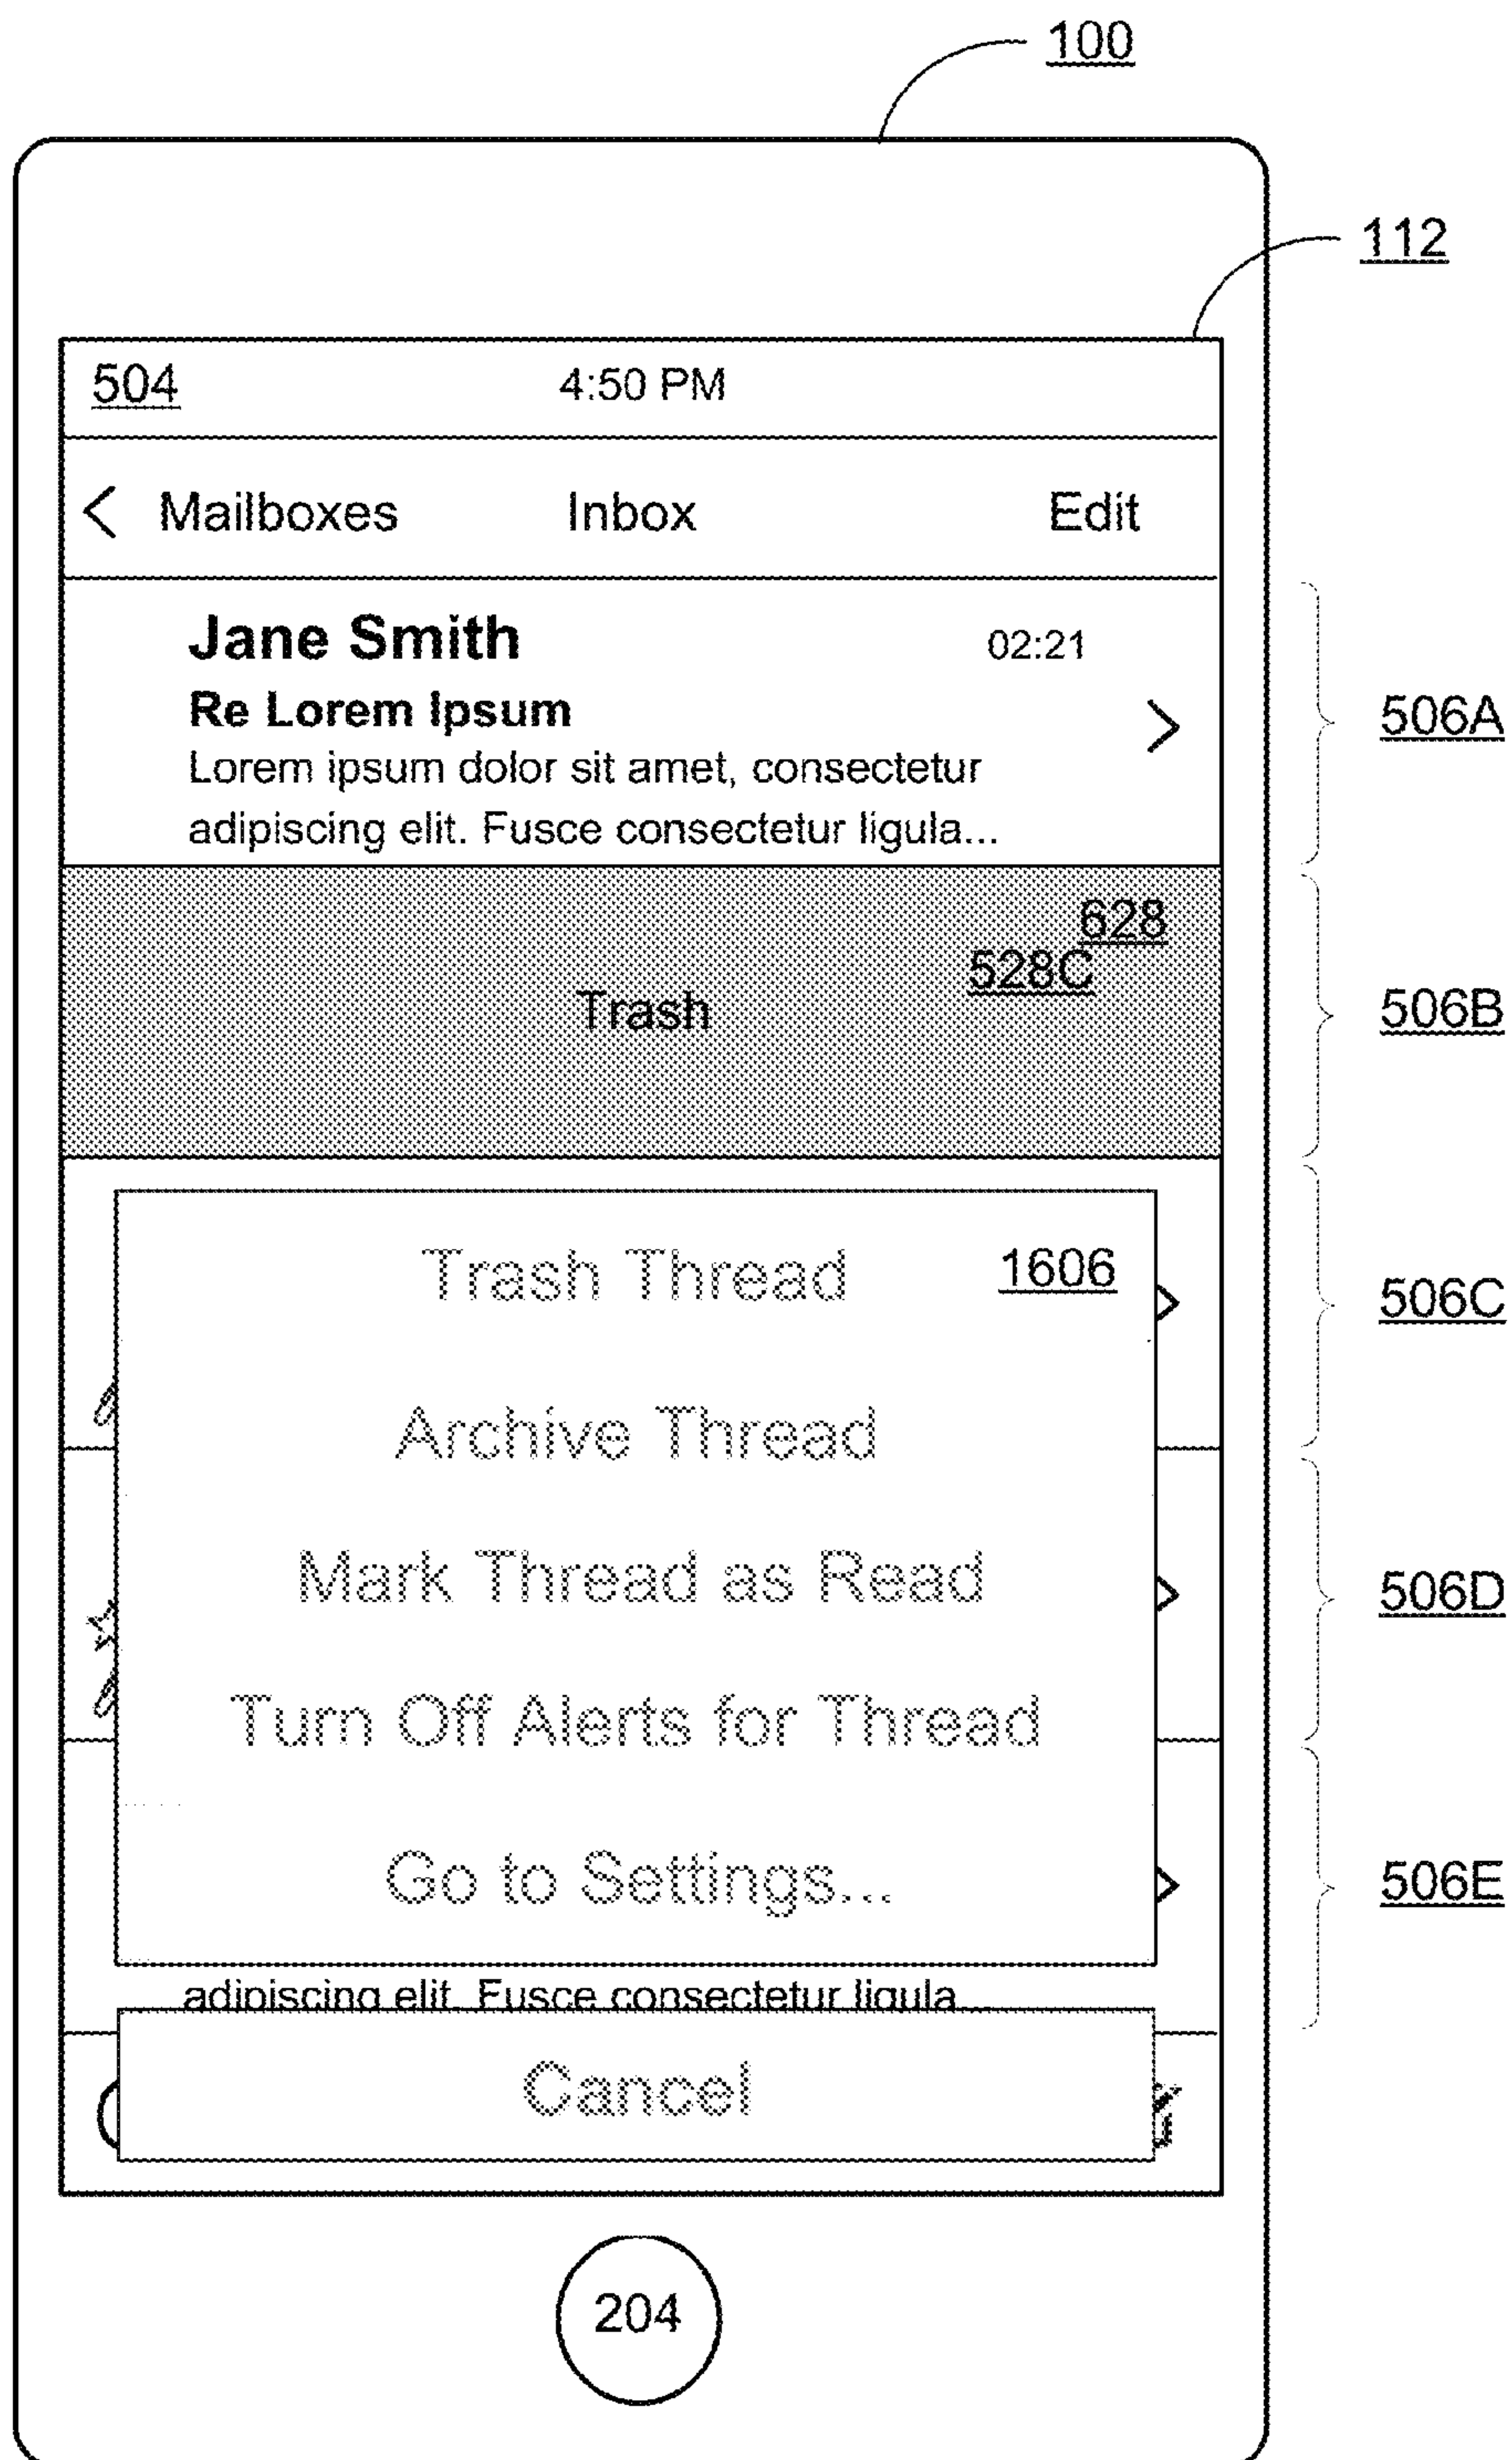 100
112
504 4:50 PM
< Mailboxes Inbox Edit
Jane Smith 02:21
Re Lorem Ipsum
Lorem ipsum dolor sit amet, consectetur
adipiscing elit. Fusce consectetur ligula...
506A
628
528C
Trash
506B
Trash Thread 1606
506C
Archive Thread
Mark Thread as Read
506D
Turn Off Alerts for Thread
Go to Settings...
506E
adipiscing elit. Fusce consectetur ligula...
Cancel
204